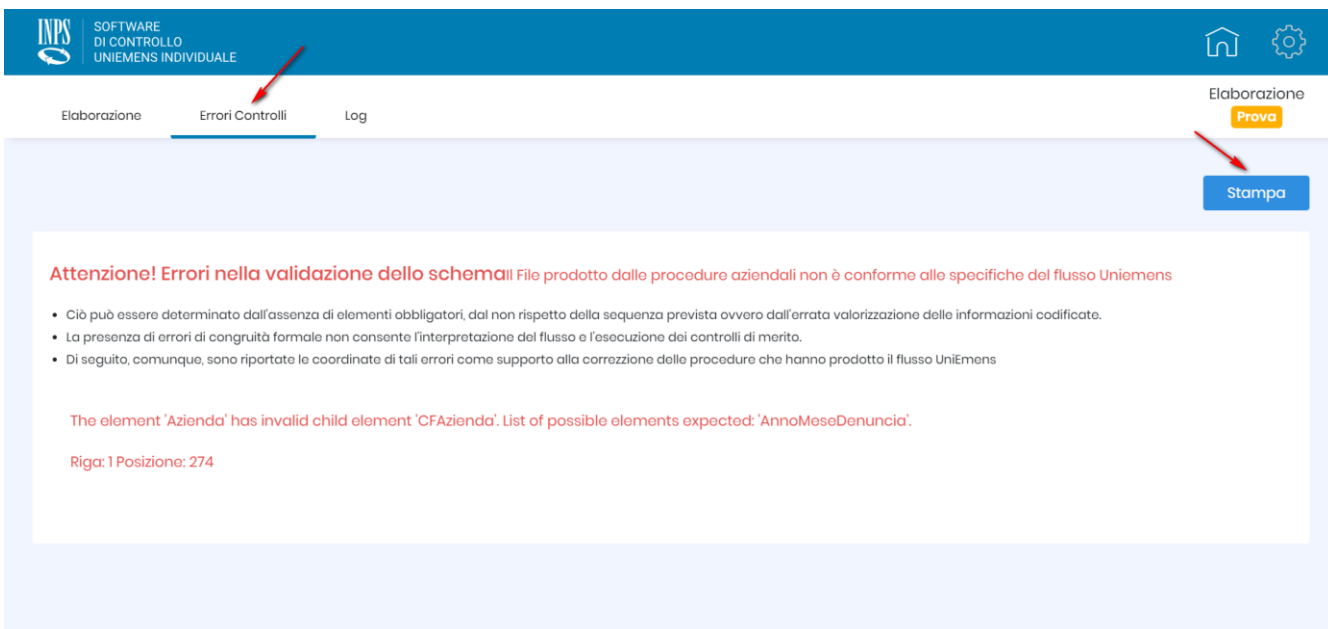 INPS
SOFTWARE
DI CONTROLLO
UNIEMENS INDIVIDUALE
Elaborazione
Errori Controlli
Log
Elaborazione
Prova
Stampa
Attenzione! Errori nella validazione dello schemaIl File prodotto dalle procedure aziendali non è conforme alle specifiche del flusso Uniemens
• Ciò può essere determinato dall'assenza di elementi obbligatori, dal non rispetto della sequenza prevista ovvero dall'errata valorizzazione delle informazioni codificate.
• La presenza di errori di congruità formale non consente l'interpretazione del flusso e l'esecuzione dei controlli di merito.
• Di seguito, comunque, sono riportate le coordinate di tali errori come supporto alla correzzione delle procedure che hanno prodotto il flusso UniEmens
The element 'Azienda' has invalid child element 'CFAzienda'. List of possible elements expected: 'AnnoMeseDenuncia'.
Riga: 1 Posizione: 274